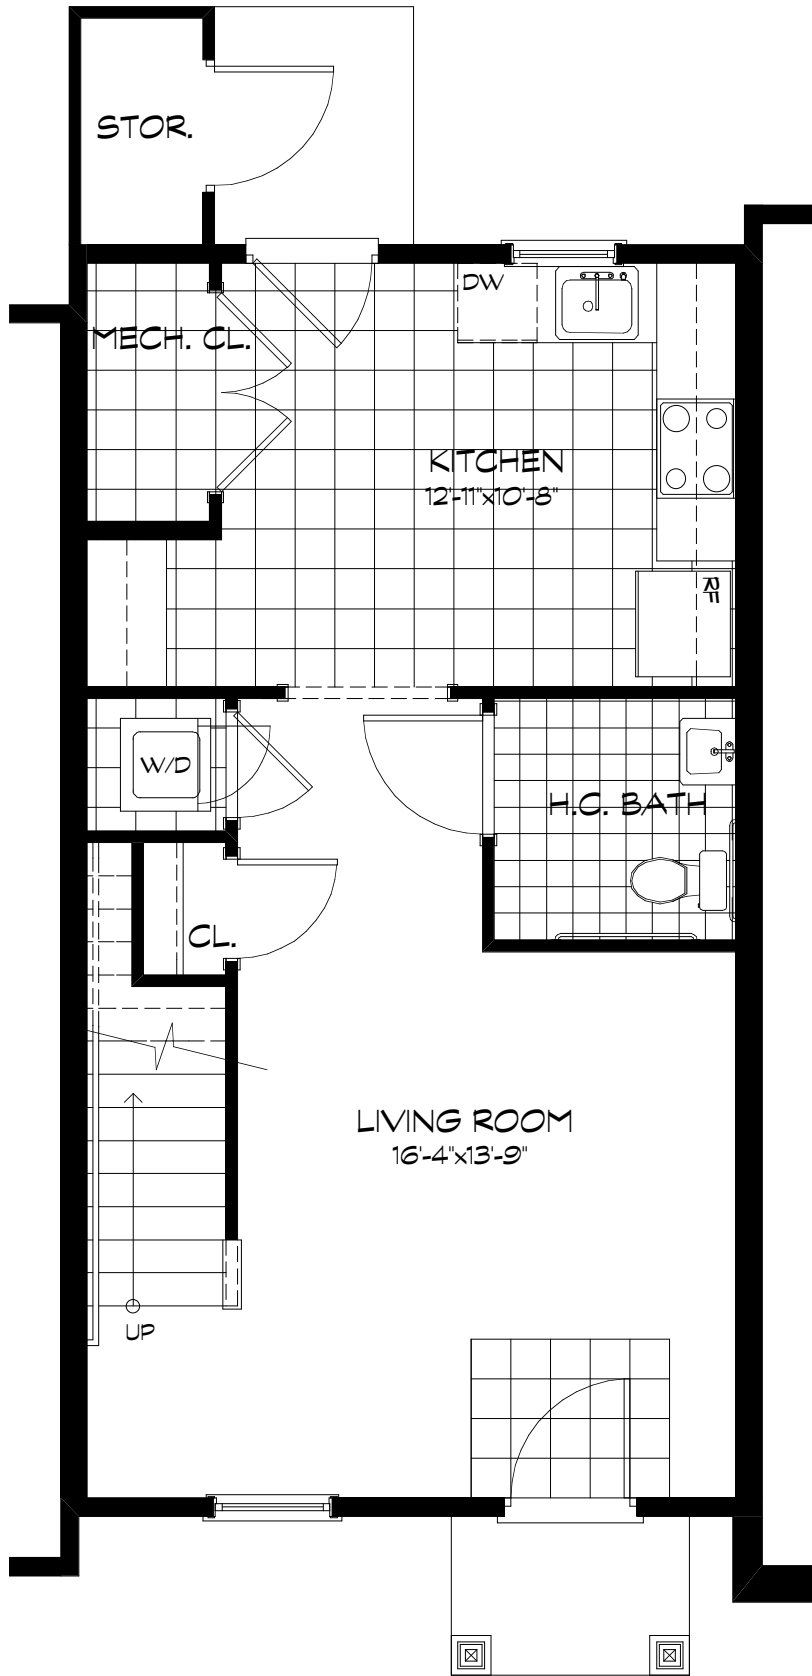 STOR.
DW
MECH. CL.
KITCHEN
12'-11"x10'-8"
RF
W/D
H.C. BATH
CL.
LIVING ROOM
16'-4"x13'-9"
UP